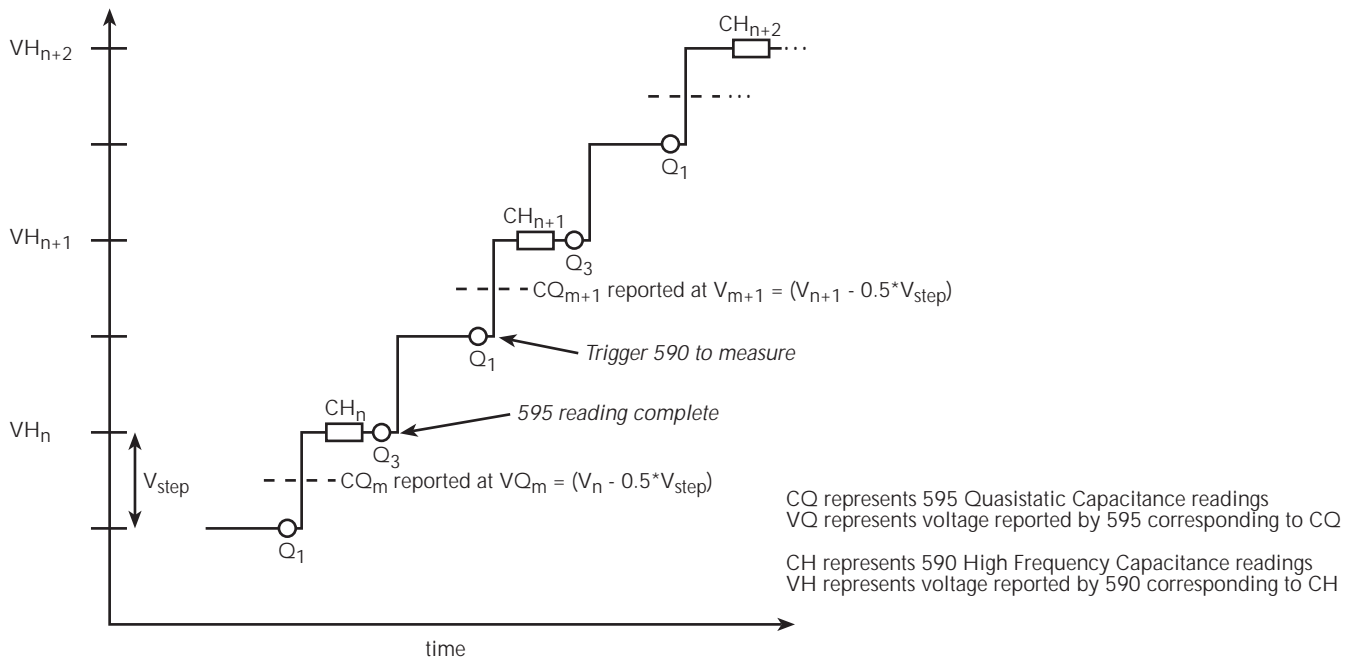 CHn+2
VHn+2
Q1
CHn+1
VHn+1
Q3
CQm+1 reported at Vm+1 = (Vn+1 - 0.5*Vstep)
Q1
Trigger 590 to measure
CHn
595 reading complete
VHn
Q3
Vstep
CQm reported at VQm = (Vn - 0.5*Vstep)
Q1
CQ represents 595 Quasistatic Capacitance readings
VQ represents voltage reported by 595 corresponding to CQ
CH represents 590 High Frequency Capacitance readings
VH represents voltage reported by 590 corresponding to CH
time